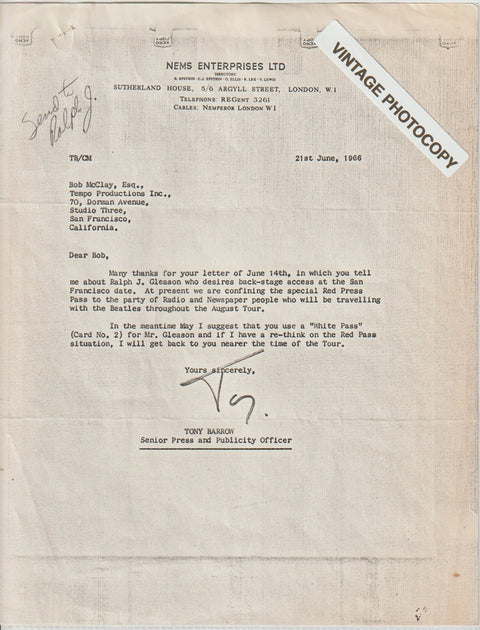 NEMS ENTERPRISES LTD
DIRECTORS
B. EPSTEIN · C.J. EPSTEIN · G. ELLIS · B. LEE · V. LEWIS
SUTHERLAND HOUSE, 5/6 ARGYLL STREET, LONDON, W.1
TELEPHONE: REGENT 3261
CABLES: NEMPEROR LONDON W1
VINTAGE PHOTOCOPY
Send to
Ralph J.
TB/CM
21st June, 1966
Bob McClay, Esq.,
Tempo Productions Inc.,
70, Dorman Avenue,
Studio Three,
San Francisco,
California.
Dear Bob,
Many thanks for your letter of June 14th, in which you tell
me about Ralph J. Gleason who desires back-stage access at the San
Francisco date. At present we are confining the special Red Press
Pass to the party of Radio and Newspaper people who will be travelling
with the Beatles throughout the August Tour.
In the meantime May I suggest that you use a "White Pass"
(Card No. 2) for Mr. Gleason and if I have a re-think on the Red Pass
situation, I will get back to you nearer the time of the Tour.
Yours sincerely,
TONY BARROW
Senior Press and Publicity Officer